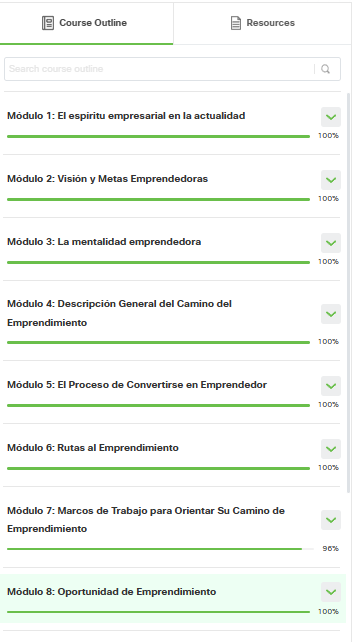 Course Outline
Resources
Search course outline
Módulo 1: El espíritu empresarial en la actualidad
100%
Módulo 2: Visión y Metas Emprendedoras
100%
Módulo 3: La mentalidad emprendedora
100%
Módulo 4: Descripción General del Camino del
Emprendimiento
100%
Módulo 5: El Proceso de Convertirse en Emprendedor
100%
Módulo 6: Rutas al Emprendimiento
100%
Módulo 7: Marcos de Trabajo para Orientar Su Camino de
Emprendimiento
96%
Módulo 8: Oportunidad de Emprendimiento
100%